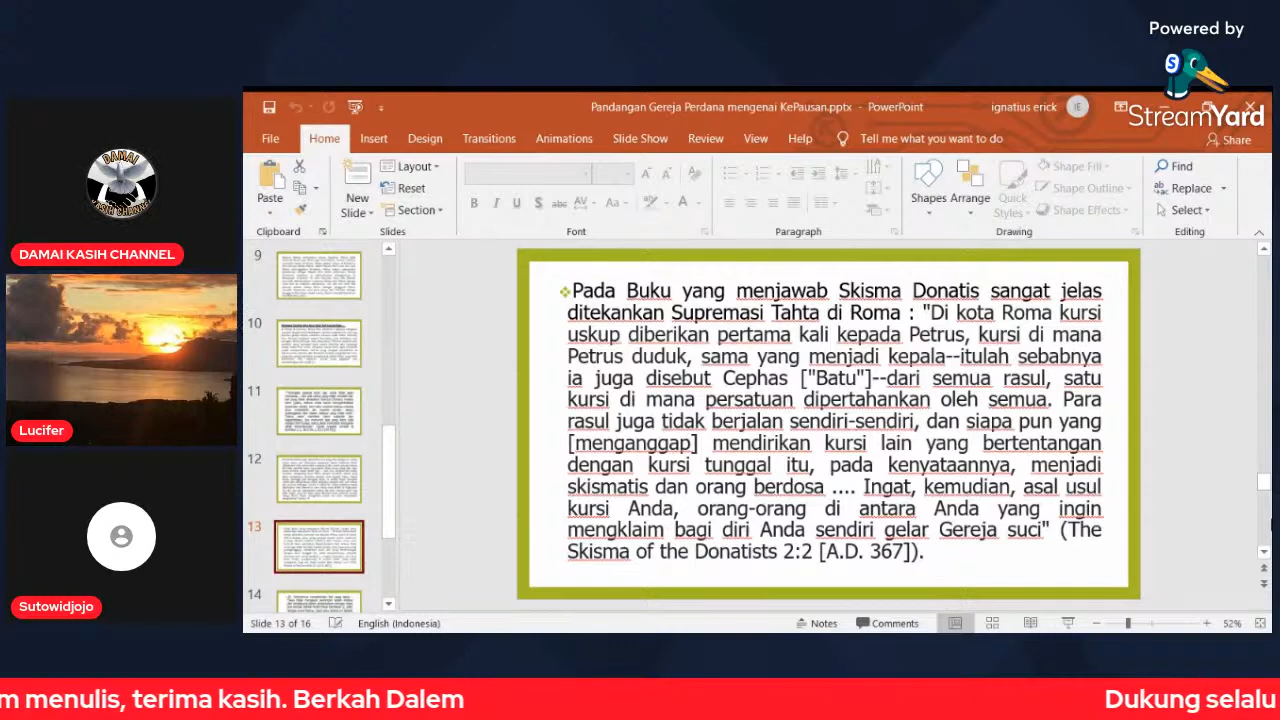 Powered by
StreamYard
Pandangan Gereja Perdana mengenai KePausan.pptx - PowerPoint
ignatius erick
IE
File
Home
Insert
Design
Transitions
Animations
Slide Show
Review
View
Help
Tell me what you want to do
Share
Paste
New
Slide
Layout
Reset
Section
Clipboard
Slides
Font
Paragraph
Shapes
Arrange
Quick
Styles
Shape Fill
Shape Outline
Shape Effects
Drawing
Find
Replace
Select
Editing
DAMAI
KASIH CHANNEL
DAMAI KASIH CHANNEL
Lucifer
Sutowidjojo
9
10
11
12
13
14
Pada Buku yang menjawab Skisma Donatis sangat jelas
ditekankan Supremasi Tahta di Roma : "Di kota Roma kursi
uskup diberikan pertama kali kepada Petrus, kursi di mana
Petrus duduk, sama yang menjadi kepala--itulah sebabnya
ia juga disebut Cephas ["Batu"]--dari semua rasul, satu
kursi di mana persatuan dipertahankan oleh semua. Para
rasul juga tidak berjalan sendiri-sendiri, dan siapa pun yang
[menganggap] mendirikan kursi lain yang bertentangan
dengan kursi tunggal itu, pada kenyataannya, menjadi
skismatis dan orang berdosa .... Ingat, kemudian, asal usul
kursi Anda, orang-orang di antara Anda yang ingin
mengklaim bagi diri Anda sendiri gelar Gereja suci" (The
Skisma of the Donatists 2:2 [A.D. 367]).
Slide 13 of 16
English (Indonesia)
Notes
Comments
52%
m menulis, terima kasih. Berkah Dalem
Dukung selalu